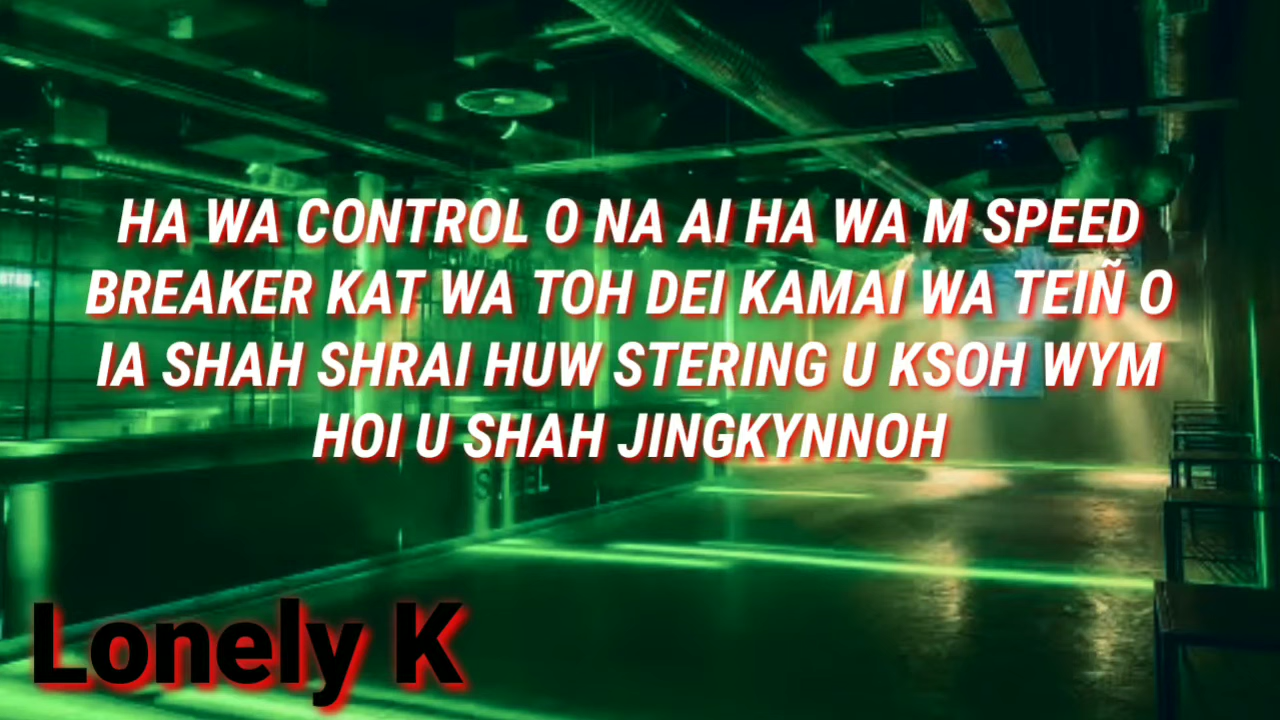 HA WA CONTROL O NA AI HA WA M SPEED
BREAKER KAT WA TOH DEI KAMAI WA TEIÑ O
IA SHAH SHRAI HUW STERING U KSOH WYM
HOI U SHAH JINGKYNNOH
Lonely K